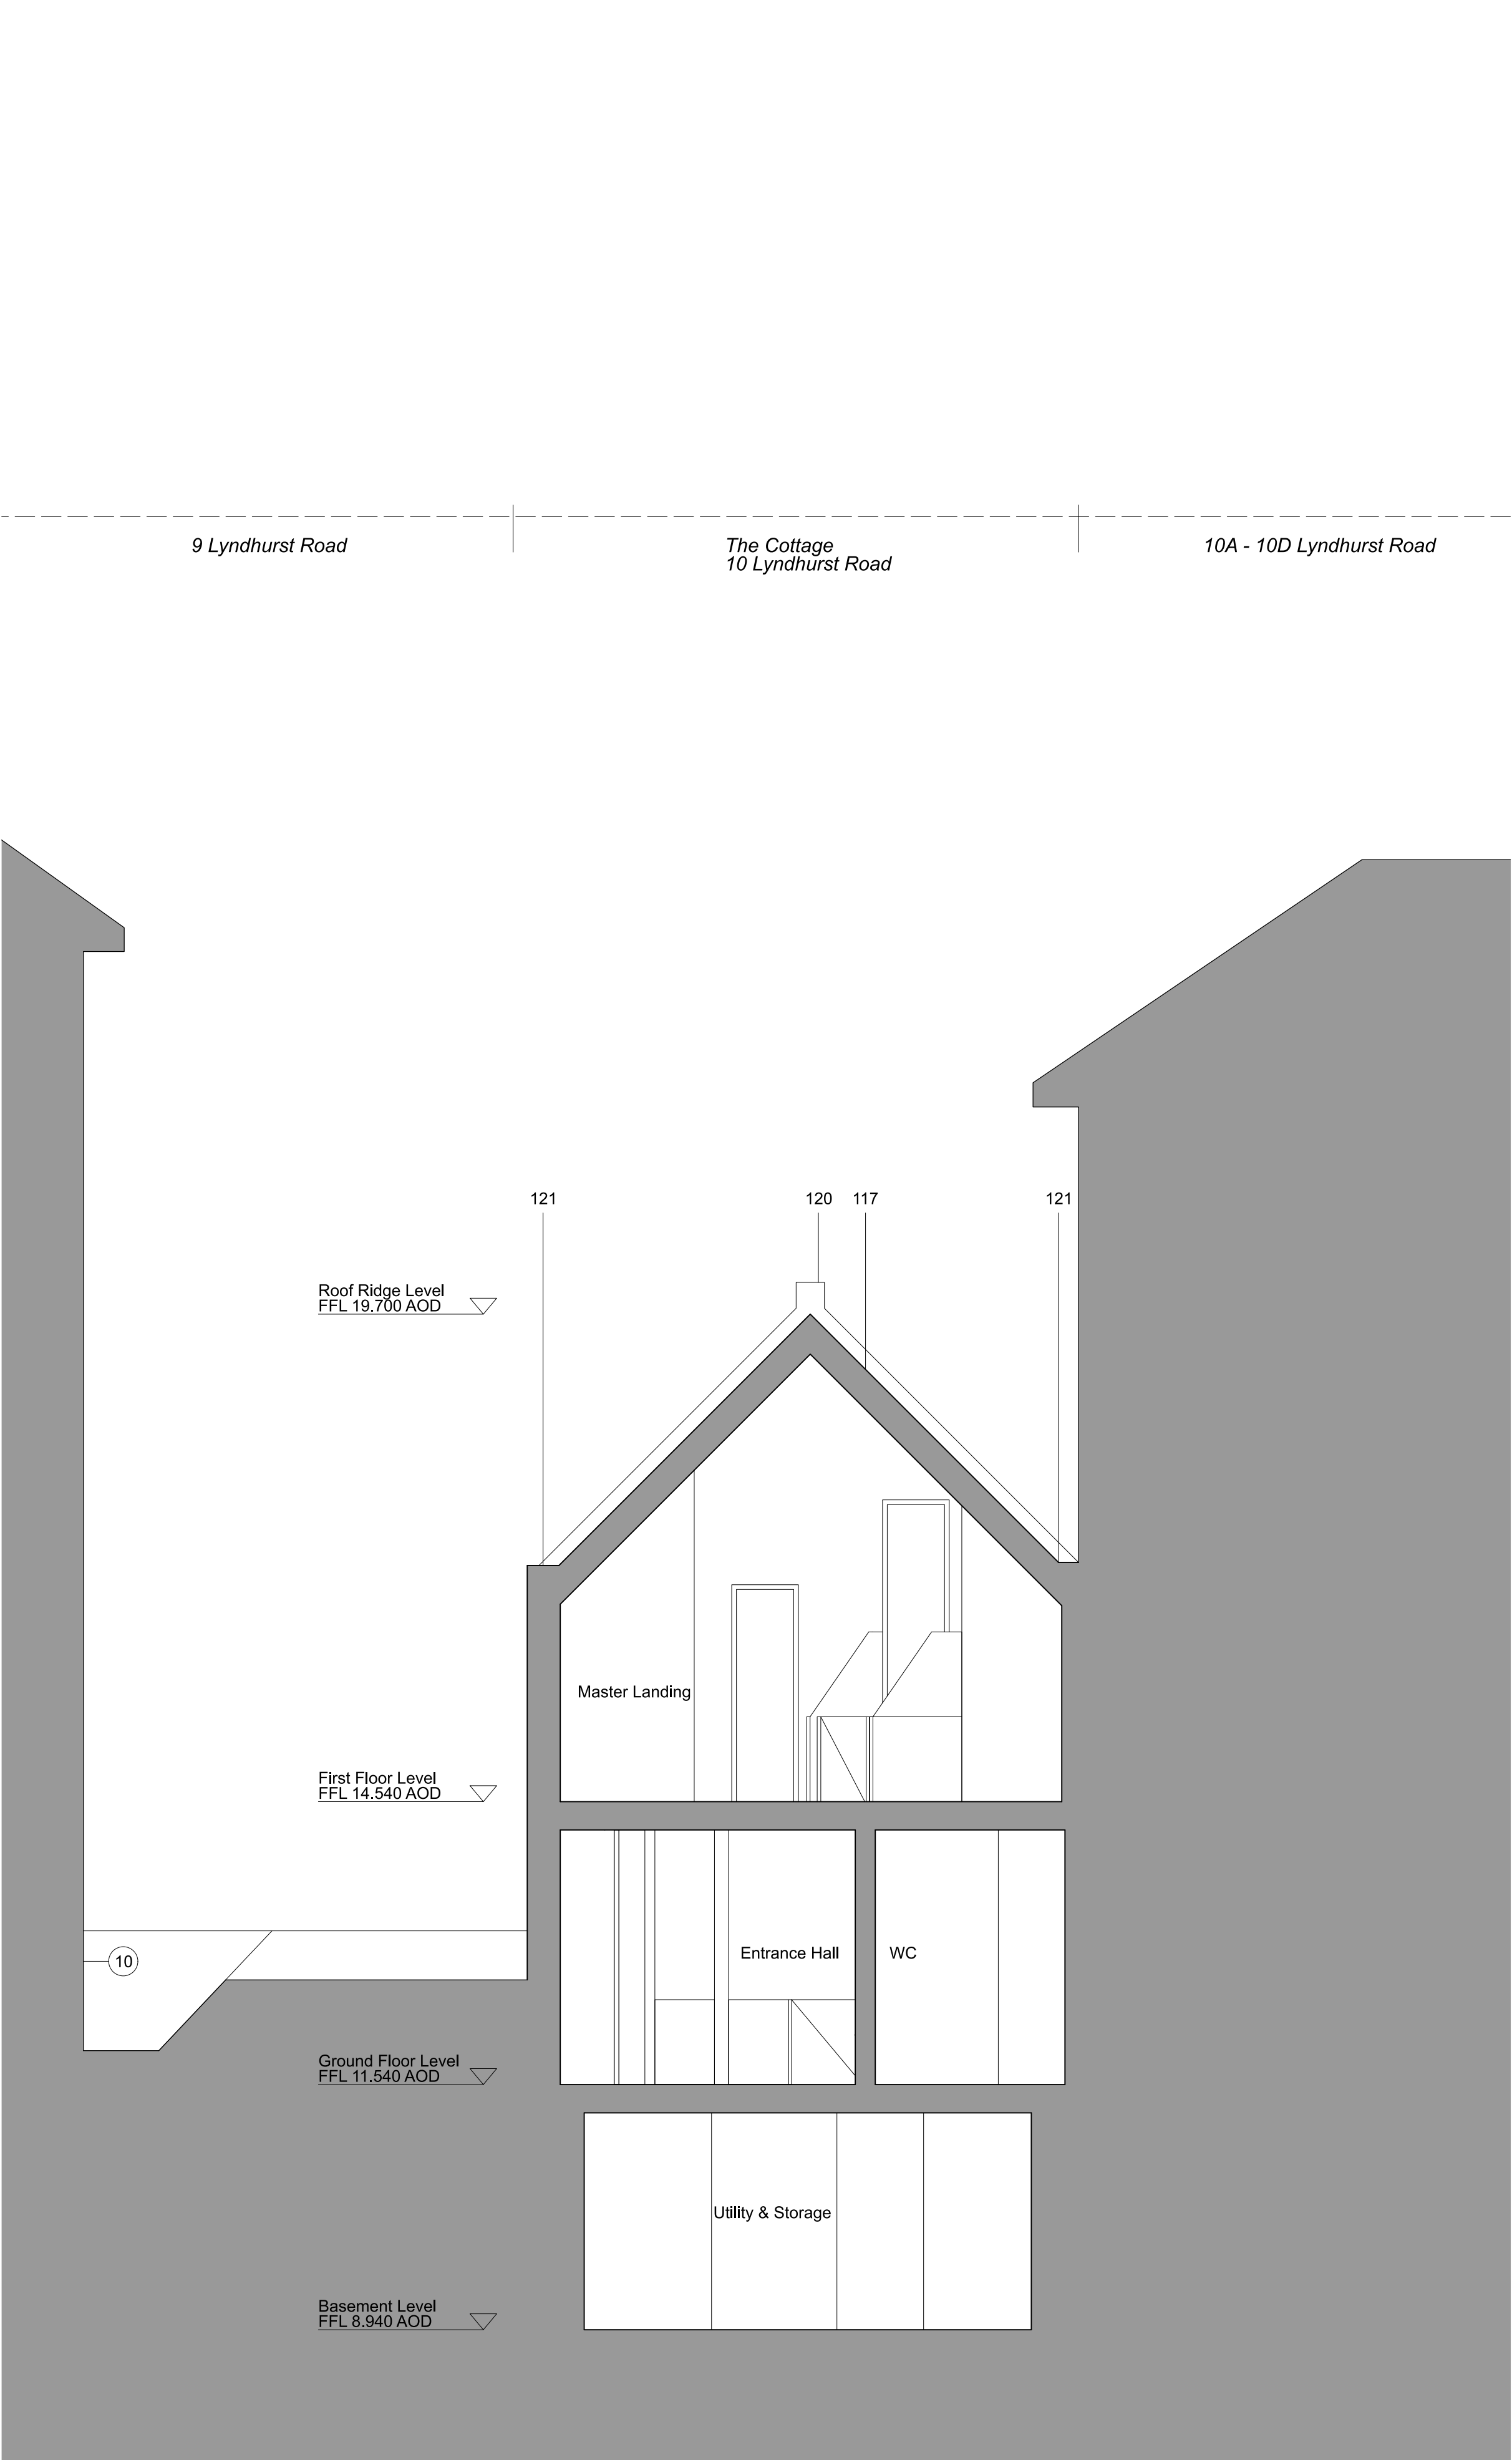 9 Lyndhurst Road
The Cottage
10 Lyndhurst Road
10A - 10D Lyndhurst Road
121
120
117
121
Roof Ridge Level
FFL 19.700 AOD
Master Landing
First Floor Level
FFL 14.540 AOD
Entrance Hall
WC
10
Ground Floor Level
FFL 11.540 AOD
Utility & Storage
Basement Level
FFL 8.940 AOD